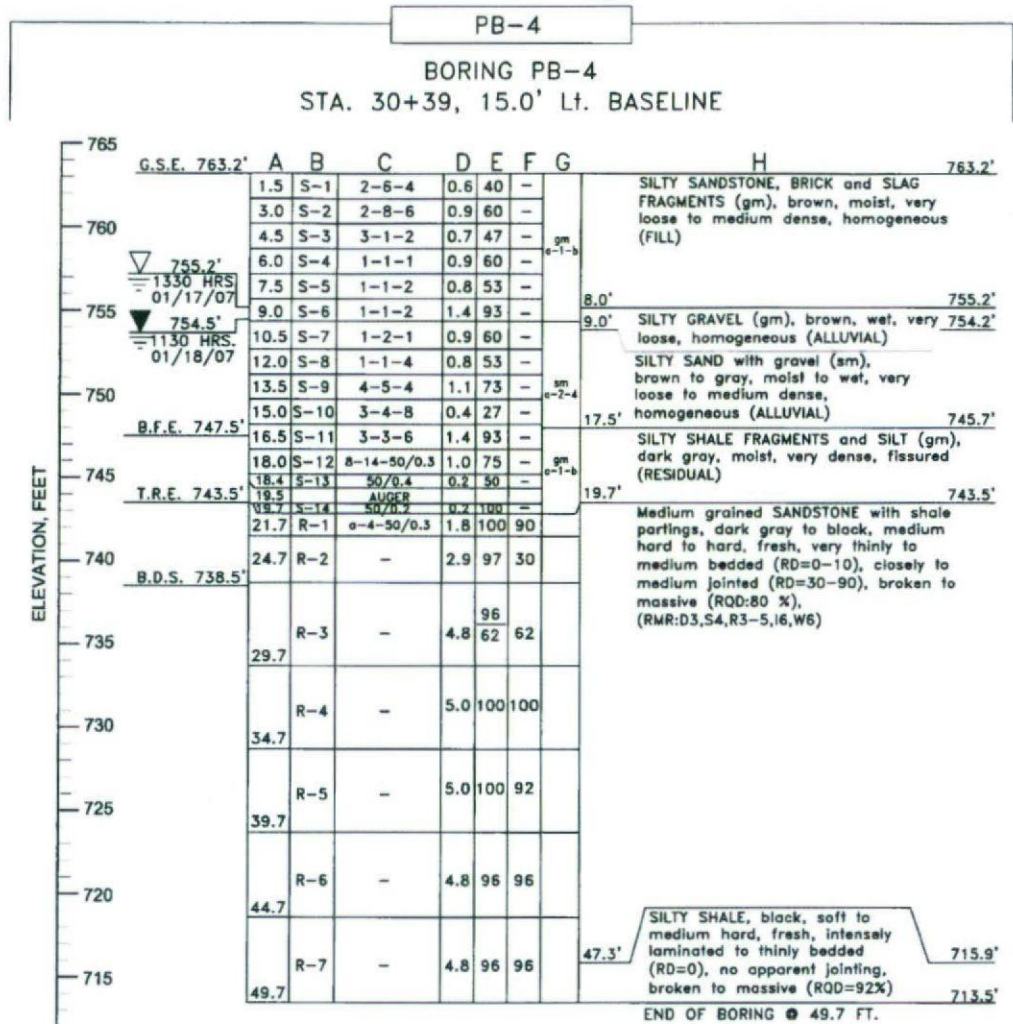 PB-4
BORING PB-4
STA. 30+39, 15.0' Lt. BASELINE
ELEVATION, FEET
765
760
755
750
745
740
735
730
725
720
715
G.S.E. 763.2'
755.2'
1330 HRS
01/17/07
754.5'
1130 HRS.
01/18/07
B.F.E. 747.5'
T.R.E. 743.5'
B.D.S. 738.5'
A B C D E F G H
1.5 S-1 2-6-4 0.6 40 -
3.0 S-2 2-8-6 0.9 60 -
4.5 S-3 3-1-2 0.7 47 -
6.0 S-4 1-1-1 0.9 60 -
7.5 S-5 1-1-2 0.8 53 -
9.0 S-6 1-1-2 1.4 93 -
10.5 S-7 1-2-1 0.9 60 -
12.0 S-8 1-1-4 0.8 53 -
13.5 S-9 4-5-4 1.1 73 -
15.0 S-10 3-4-8 0.4 27 -
16.5 S-11 3-3-6 1.4 93 -
18.0 S-12 8-14-50/0.3 1.0 75 -
18.4 S-13 50/0.4 0.2 50 -
19.5 AUGER
19.7 S-14 50/0.2 0.2 100 -
21.7 R-1 a-4-50/0.3 1.8 100 90
24.7 R-2 - 2.9 97 30
29.7 R-3 - 4.8 96 62 62
34.7 R-4 - 5.0 100 100
39.7 R-5 - 5.0 100 92
44.7 R-6 - 4.8 96 96
49.7 R-7 - 4.8 96 96
gm
a-1-b
sm
a-2-4
gm
a-1-b
763.2'
SILTY SANDSTONE, BRICK and SLAG
FRAGMENTS (gm), brown, moist, very
loose to medium dense, homogeneous
(FILL)
8.0' 755.2'
9.0' SILTY GRAVEL (gm), brown, wet, very 754.2'
loose, homogeneous (ALLUVIAL)
SILTY SAND with gravel (sm),
brown to gray, moist to wet, very
loose to medium dense,
homogeneous (ALLUVIAL)
17.5' 745.7'
SILTY SHALE FRAGMENTS and SILT (gm),
dark gray, moist, very dense, fissured
(RESIDUAL)
19.7' 743.5'
Medium grained SANDSTONE with shale
partings, dark gray to black, medium
hard to hard, fresh, very thinly to
medium bedded (RD=0-10), closely to
medium jointed (RD=30-90), broken to
massive (RQD:80 %),
(RMR:D3,S4,R3-5,I6,W6)
SILTY SHALE, black, soft to
medium hard, fresh, intensely
laminated to thinly bedded
47.3' (RD=0), no apparent jointing, 715.9'
broken to massive (RQD=92%)
713.5'
END OF BORING @ 49.7 FT.